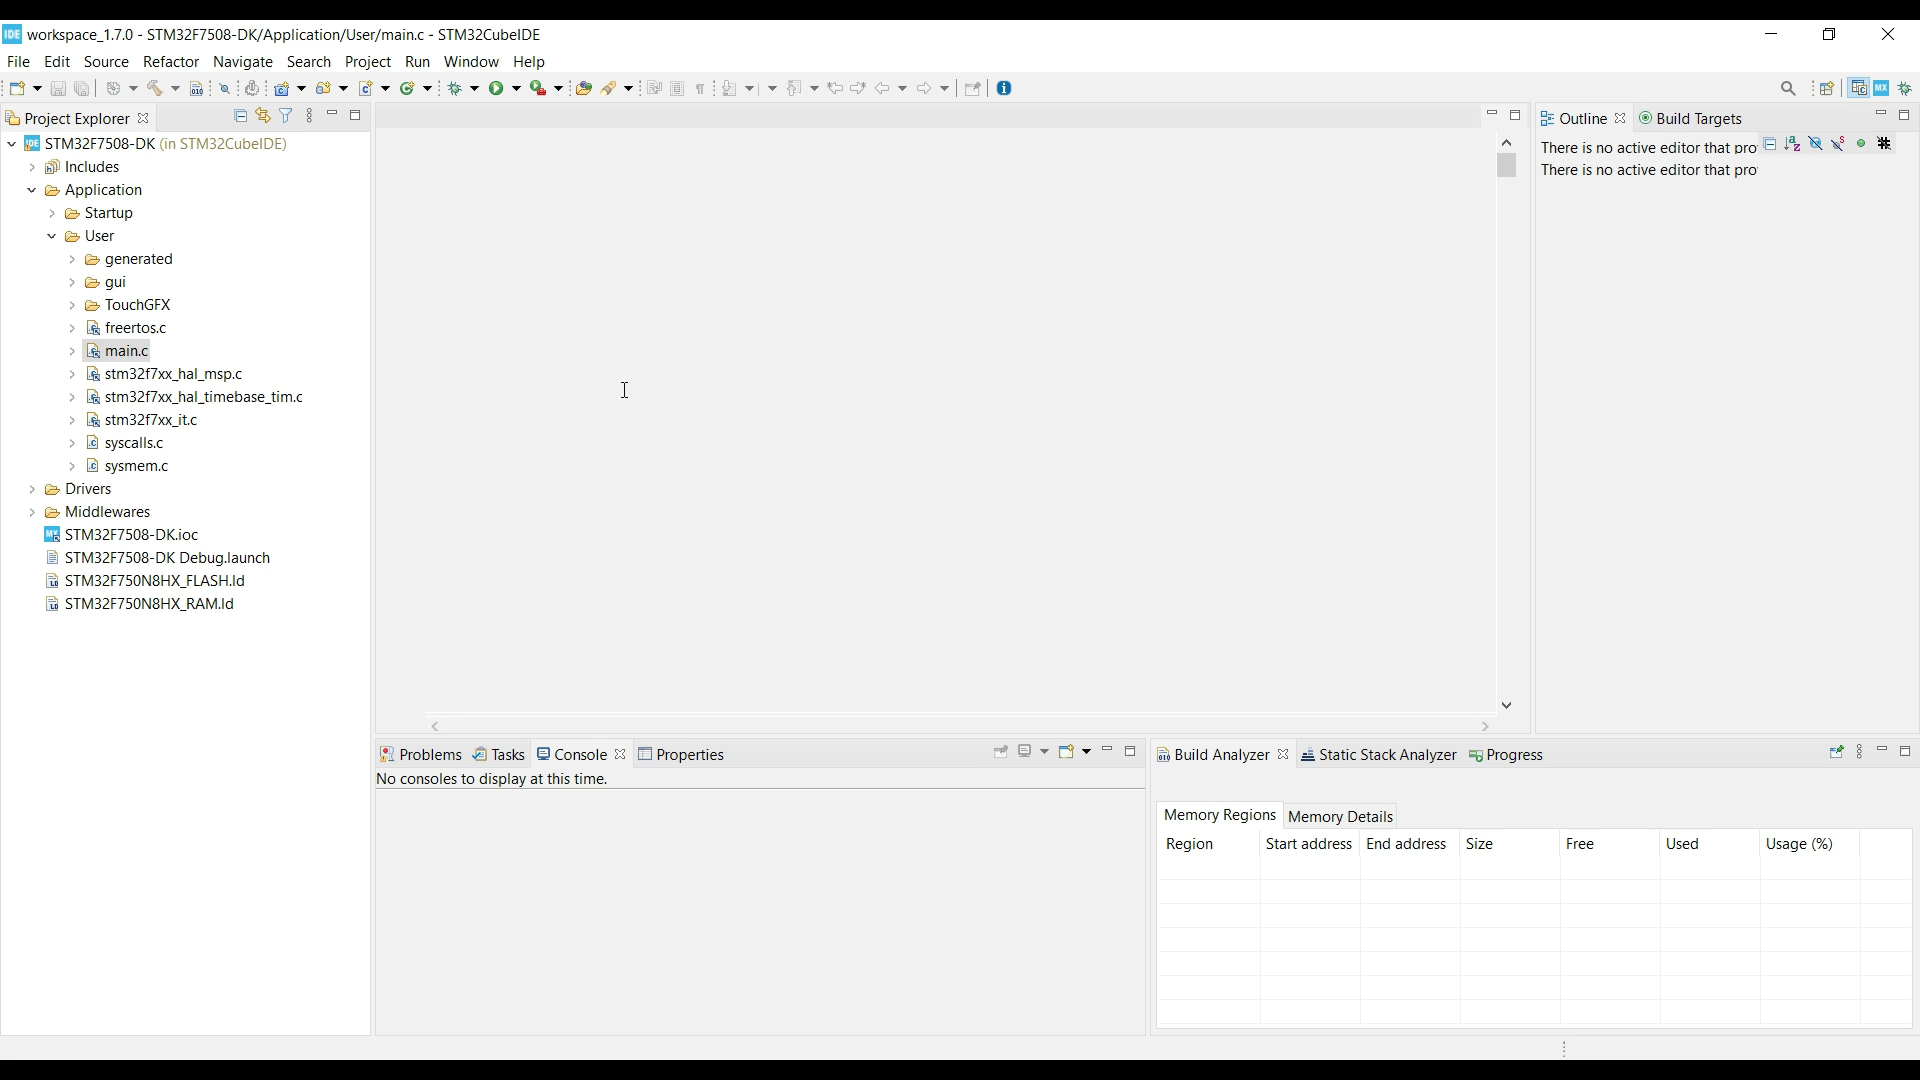 IDE workspace_1.7.0 - STM32F7508-DK/Application/User/main.c - STM32CubeIDE
File Edit Source Refactor Navigate Search Project Run Window Help
Project Explorer
Outline Build Targets
IDE STM32F7508-DK (in STM32CubeIDE)
There is no active editor that pro
Includes
There is no active editor that pro
Application
Startup
User
generated
gui
TouchGFX
freertos.c
main.c
stm32f7xx_hal_msp.c
stm32f7xx_hal_timebase_tim.c
stm32f7xx_it.c
syscalls.c
sysmem.c
Drivers
Middlewares
STM32F7508-DK.ioc
STM32F7508-DK Debug.launch
STM32F750N8HX_FLASH.ld
STM32F750N8HX_RAM.ld
Problems Tasks Console Properties
No consoles to display at this time.
Build Analyzer Static Stack Analyzer Progress
Memory Regions Memory Details
Region Start address End address Size Free Used Usage (%)